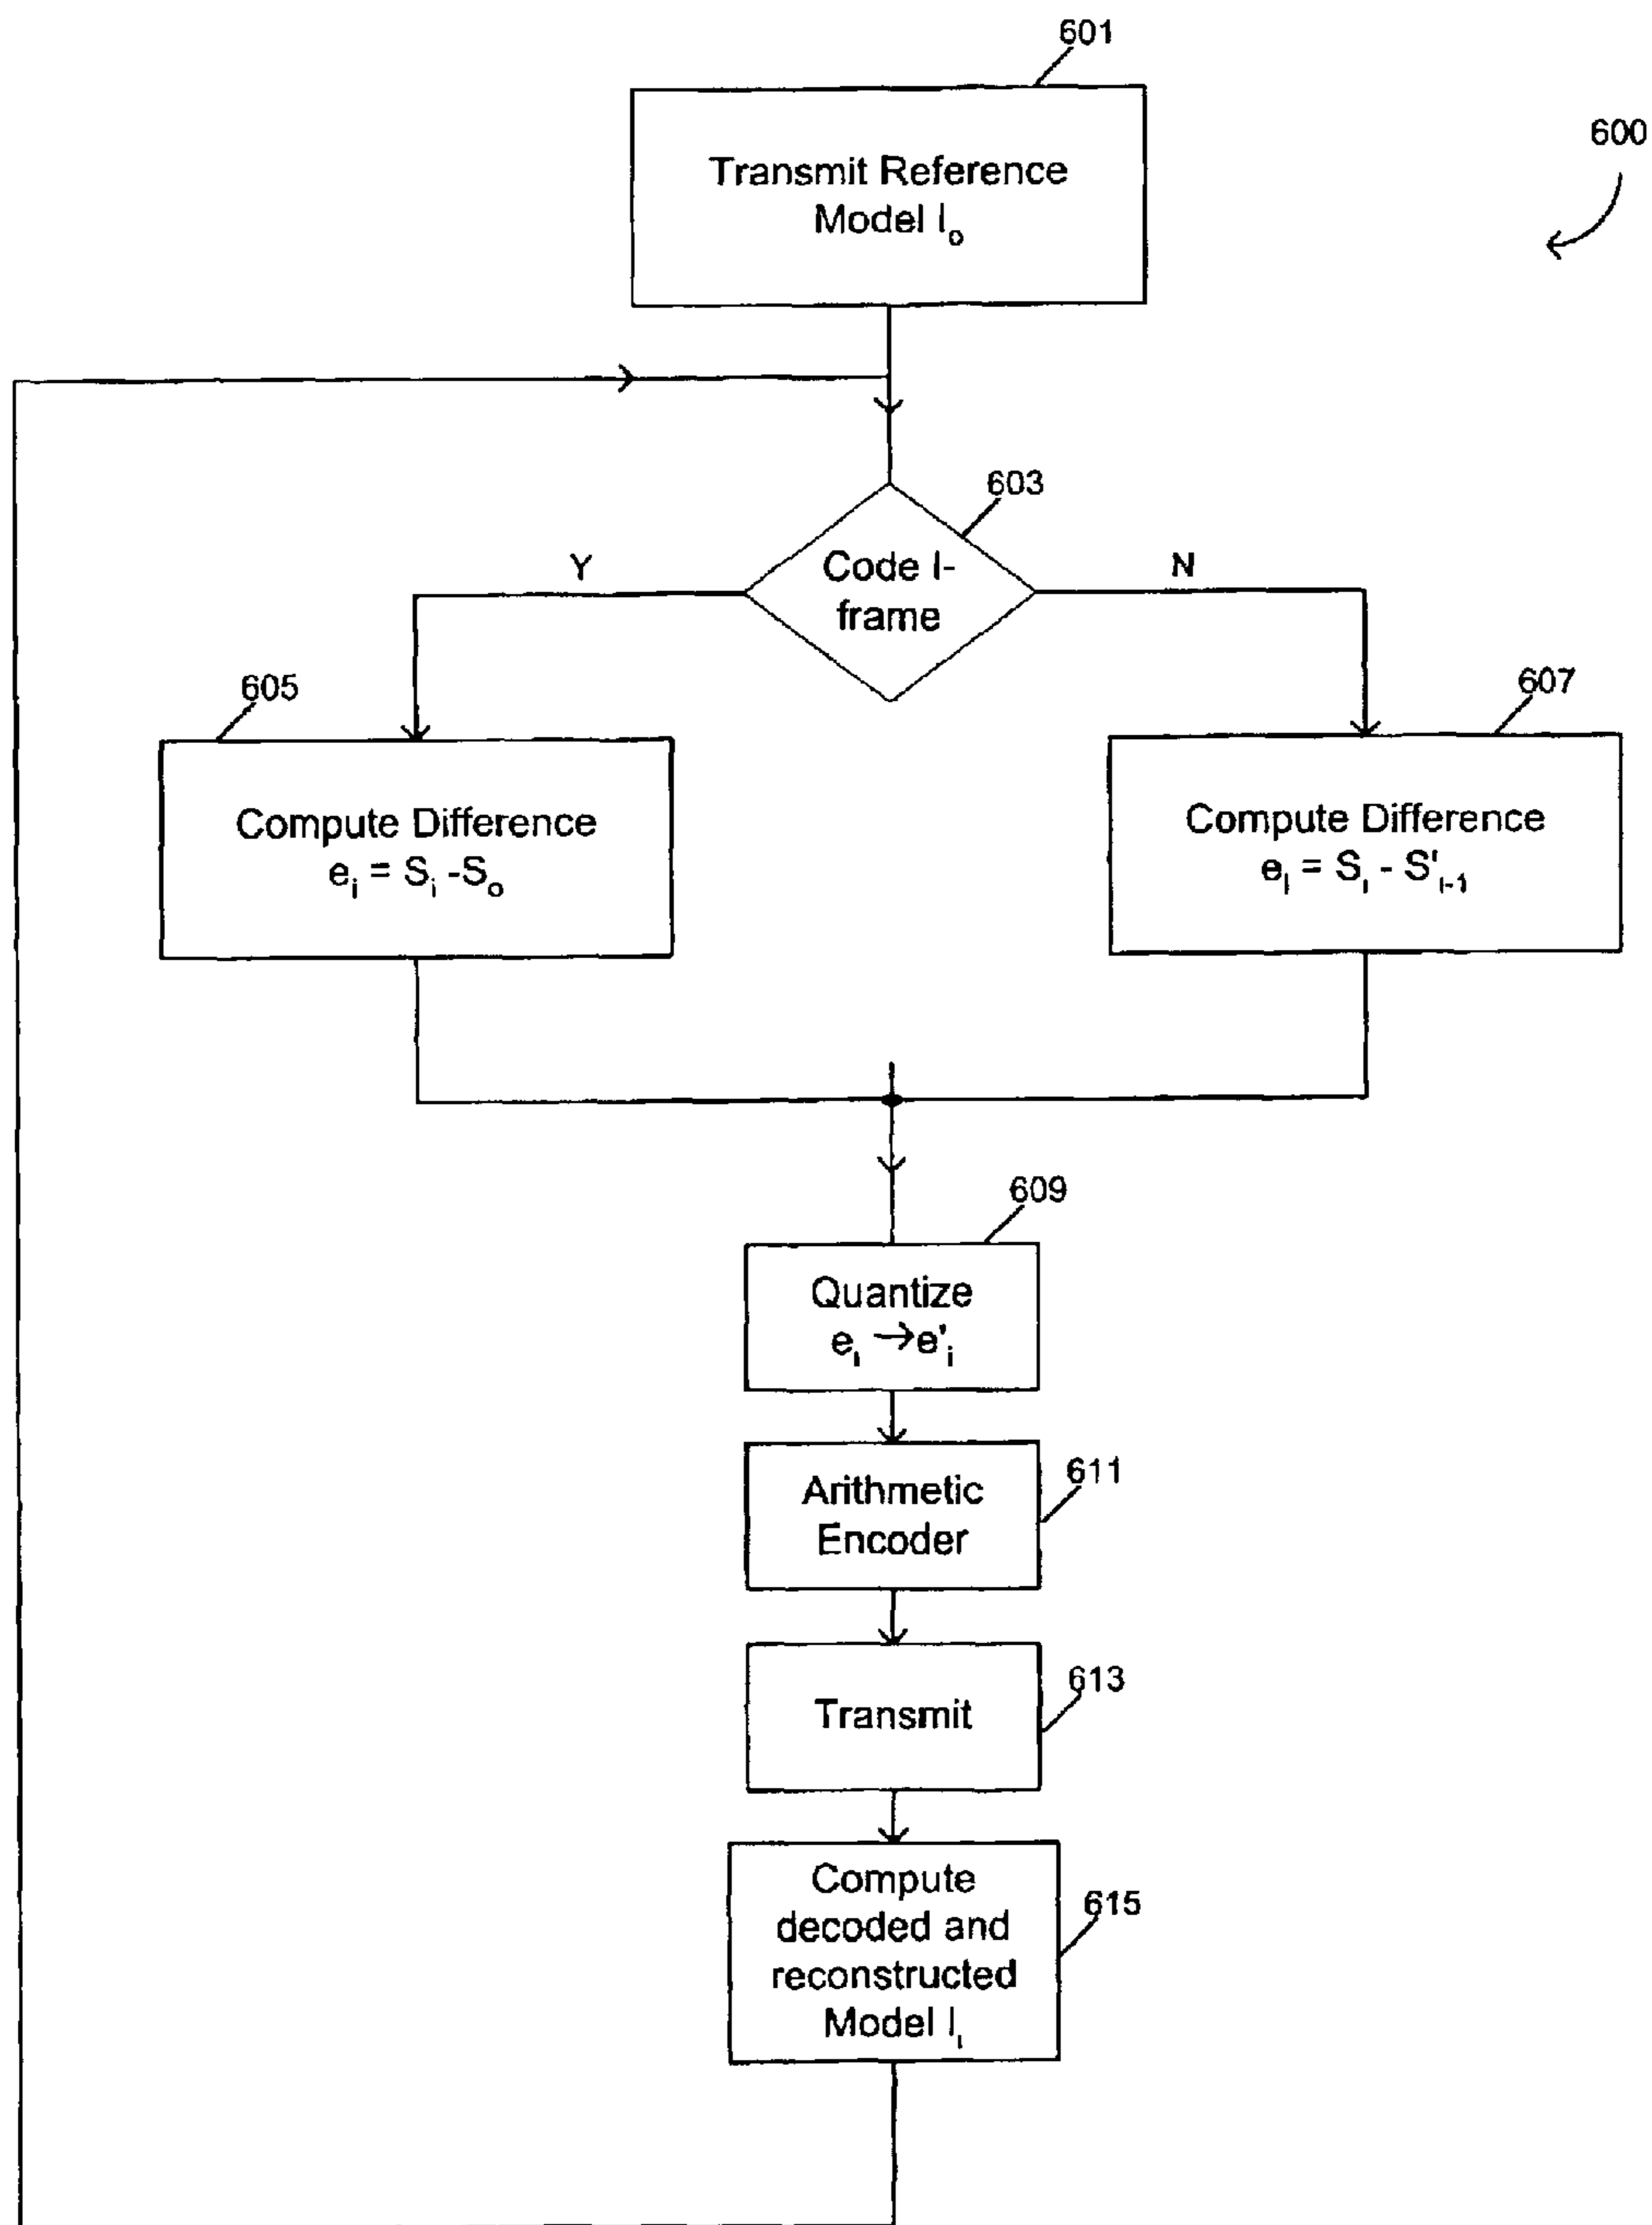 601
600
Transmit Reference
Model I₀
603
Code I-
frame
Y
N
605
607
Compute Difference
eᵢ = Sᵢ -S₀
Compute Difference
eᵢ = Sᵢ - S'ᵢ₋₁
609
Quantize
eᵢ →e'ᵢ
611
Arithmetic
Encoder
613
Transmit
615
Compute
decoded and
reconstructed
Model Iᵢ